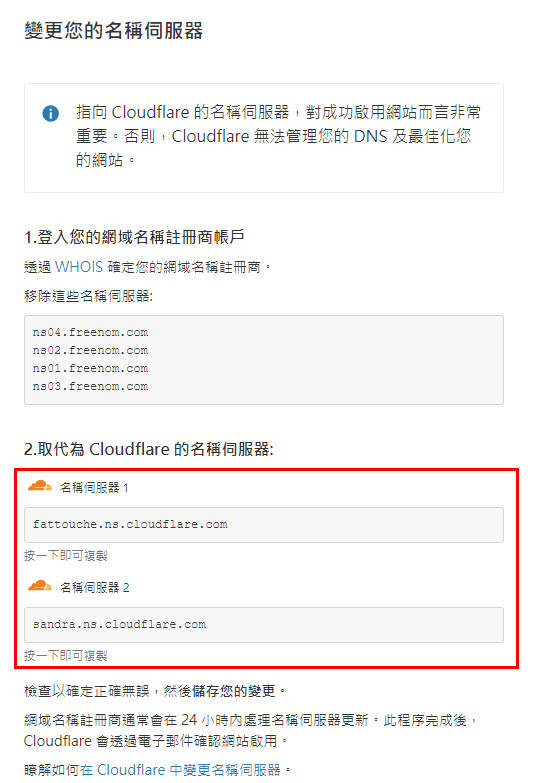 變更您的名稱伺服器
指向 Cloudflare 的名稱伺服器，對成功啟用網站而言非常
重要。否則，Cloudflare 無法管理您的 DNS 及最佳化您
的網站。
1.登入您的網域名稱註冊商帳戶
透過 WHOIS 確定您的網域名稱註冊商。
移除這些名稱伺服器:
ns04.freenom.com
ns02.freenom.com
ns01.freenom.com
ns03.freenom.com
2.取代為 Cloudflare 的名稱伺服器:
名稱伺服器 1
fattouche.ns.cloudflare.com
按一下即可複製
名稱伺服器 2
sandra.ns.cloudflare.com
按一下即可複製
檢查以確定正確無誤，然後儲存您的變更。
網域名稱註冊商通常會在 24 小時內處理名稱伺服器更新。此程序完成後，
Cloudflare 會透過電子郵件確認網站啟用。
瞭解如何在 Cloudflare 中變更名稱伺服器。